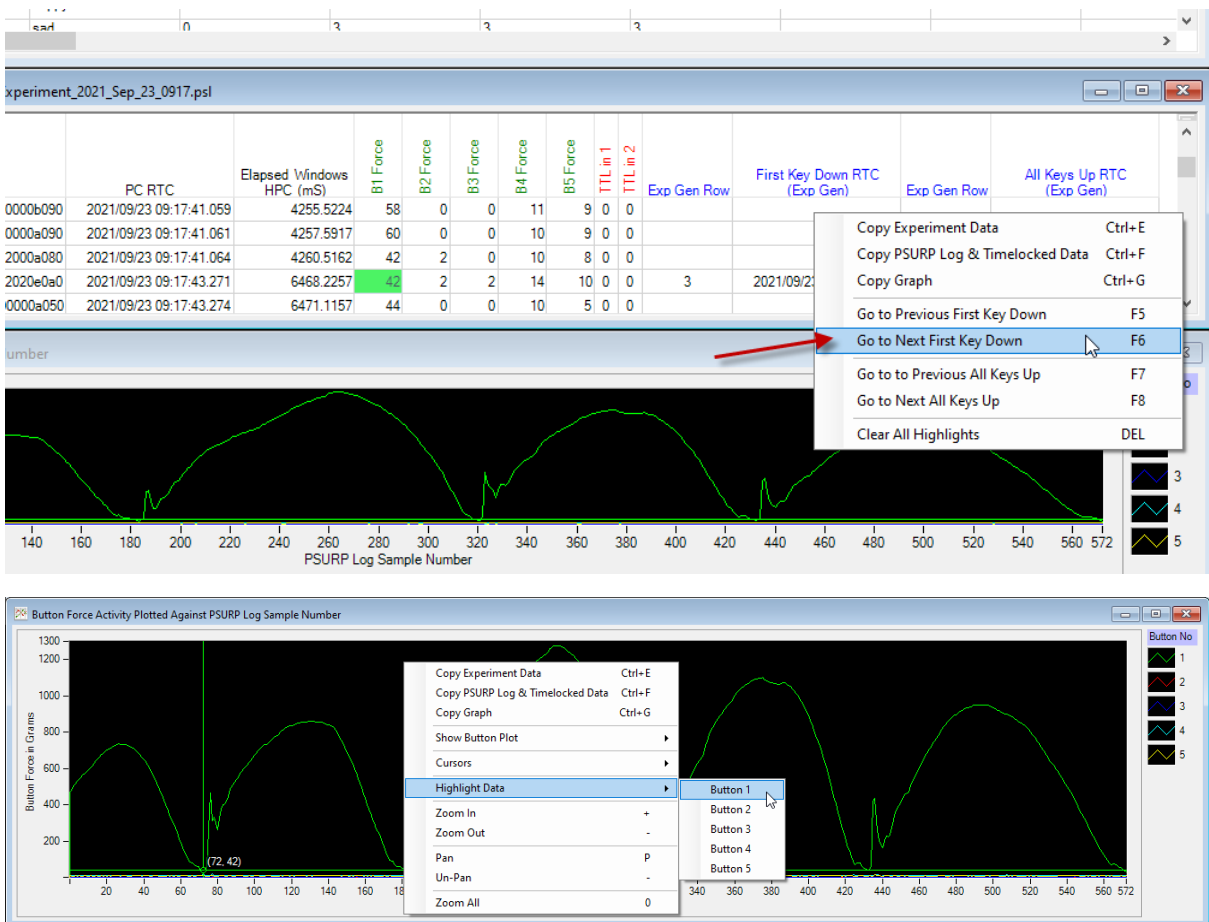 sad 0 3 3 3
xperiment_2021_Sep_23_0917.psl
PC RTC Elapsed Windows HPC (mS) B1 Force B2 Force B3 Force B4 Force B5 Force TTL in 1 TTL in 2 Exp Gen Row First Key Down RTC (Exp Gen) Exp Gen Row All Keys Up RTC (Exp Gen)
0000b090 2021/09/23 09:17:41.059 4255.5224 58 0 0 11 9 0 0
0000a090 2021/09/23 09:17:41.061 4257.5917 60 0 0 10 9 0 0
2000a080 2021/09/23 09:17:41.064 4260.5162 42 2 0 10 8 0 0
2020e0a0 2021/09/23 09:17:43.271 6468.2257 42 2 2 14 10 0 0 3 2021/09/23
0000a050 2021/09/23 09:17:43.274 6471.1157 44 0 0 10 5 0 0
Copy Experiment Data Ctrl+E
Copy PSURP Log & Timelocked Data Ctrl+F
Copy Graph Ctrl+G
Go to Previous First Key Down F5
Go to Next First Key Down F6
Go to to Previous All Keys Up F7
Go to Next All Keys Up F8
Clear All Highlights DEL
umber
3
4
5
140 160 180 200 220 240 260 280 300 320 340 360 380 400 420 440 460 480 500 520 540 560 572
PSURP Log Sample Number
Button Force Activity Plotted Against PSURP Log Sample Number
Button No
1
2
3
4
5
1300
1200
1000
800
600
400
200
Button Force in Grams
(72, 42)
Copy Experiment Data Ctrl+E
Copy PSURP Log & Timelocked Data Ctrl+F
Copy Graph Ctrl+G
Show Button Plot
Cursors
Highlight Data
Zoom In +
Zoom Out -
Pan P
Un-Pan -
Zoom All 0
Button 1
Button 2
Button 3
Button 4
Button 5
20 40 60 80 100 120 140 160 340 360 380 400 420 440 460 480 500 520 540 560 572